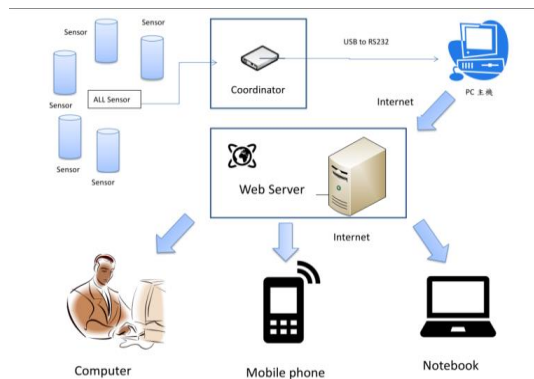 Sensor
Sensor
Sensor
USB to RS232
ALL Sensor
Sensor
Coordinator
PC 主機
Internet
Sensor
Sensor
Web Server
Internet
Computer
Mobile phone
Notebook